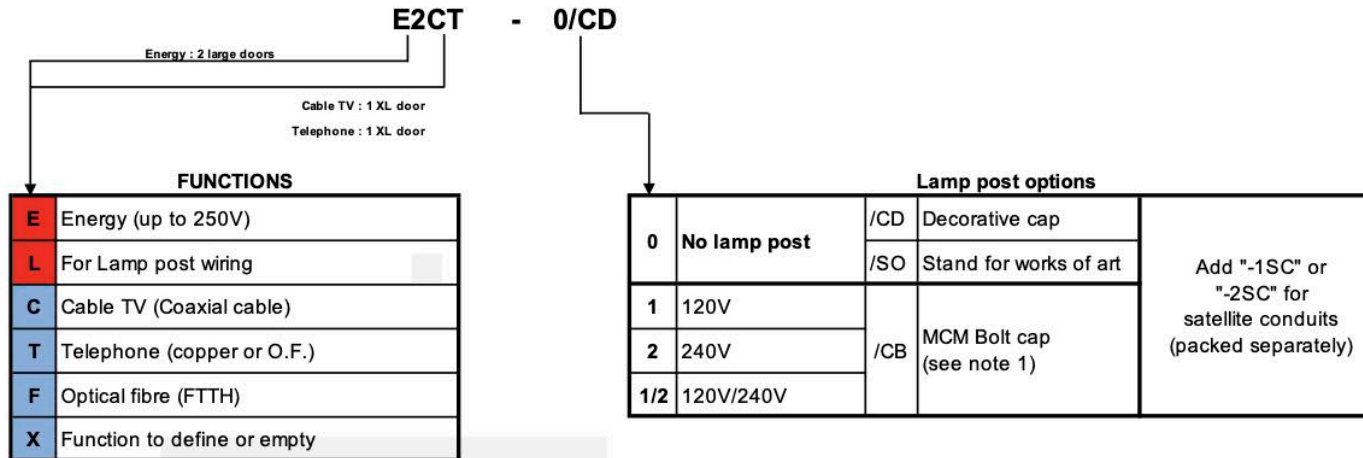 E2CT - 0/CD
Energy : 2 large doors
Cable TV : 1 XL door
Telephone : 1 XL door
FUNCTIONS
E Energy (up to 250V)
L For Lamp post wiring
C Cable TV (Coaxial cable)
T Telephone (copper or O.F.)
F Optical fibre (FTTH)
X Function to define or empty
Lamp post options
0 No lamp post /CD Decorative cap
/SO Stand for works of art
1 120V
2 240V
1/2 120V/240V
/CB MCM Bolt cap
(see note 1)
Add "-1SC" or
"-2SC" for
satellite conduits
(packed separately)